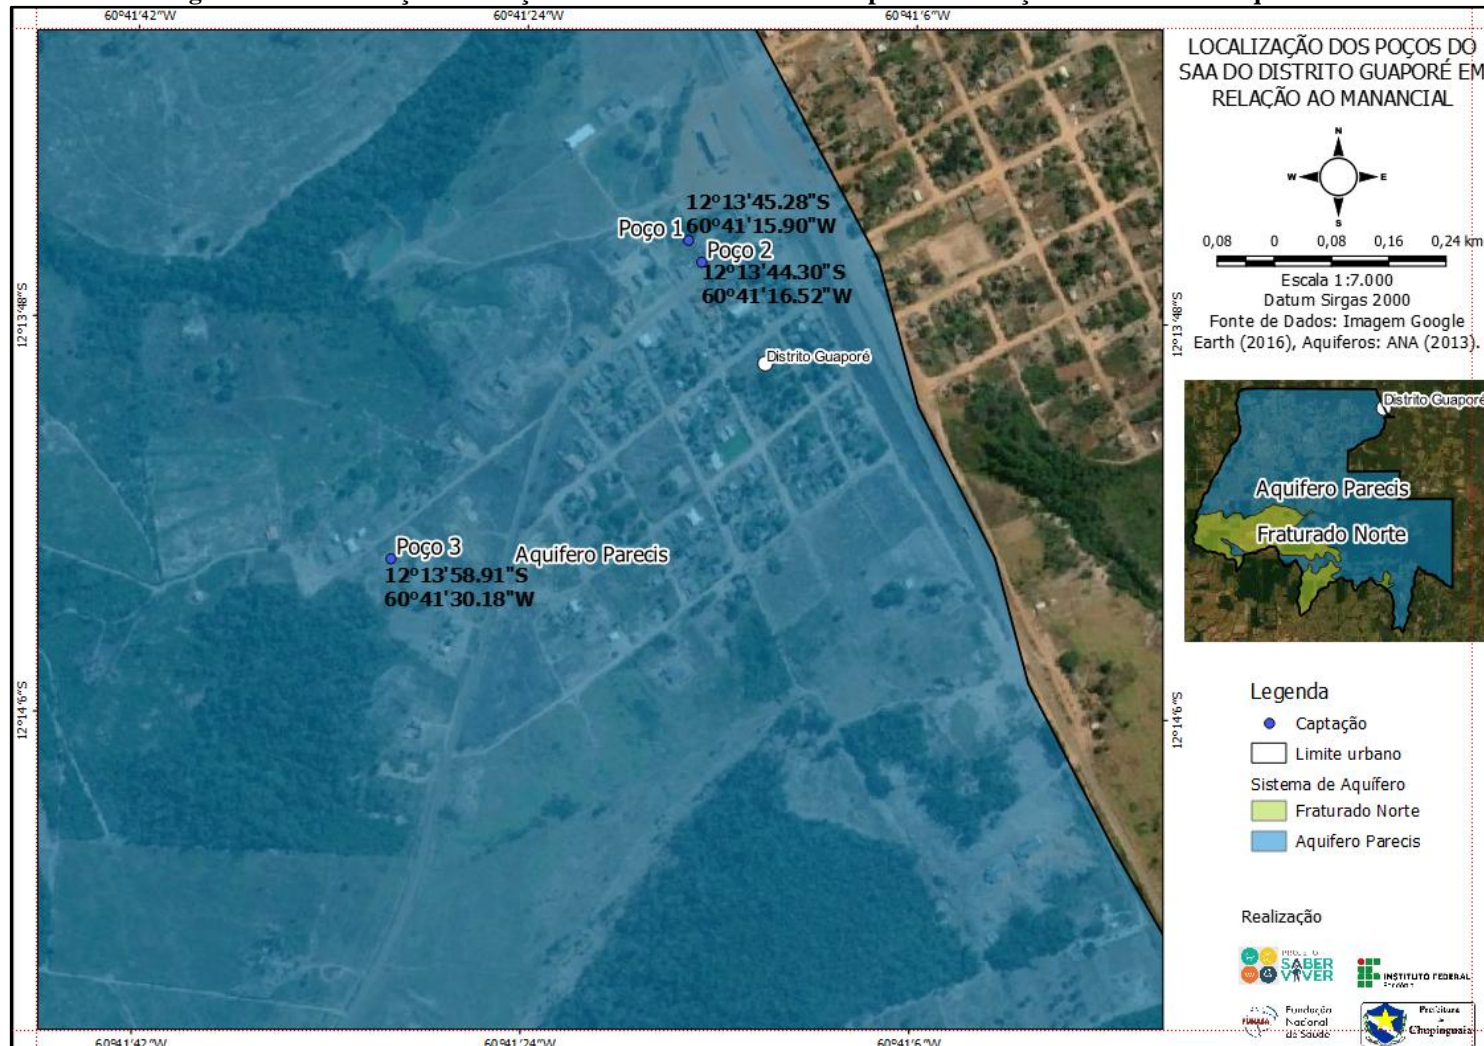 60°41'42"W
60°41'24"W
60°41'6"W
LOCALIZAÇÃO DOS POÇOS DO
SAA DO DISTRITO GUAPORÉ EM
RELAÇÃO AO MANANCIAL
N
W
E
S
0,08 0 0,08 0,16 0,24 km
Escala 1:7.000
Datum Sirgas 2000
Fonte de Dados: Imagem Google
Earth (2016), Aquiferos: ANA (2013).
12°13'48"S
12°13'48"S
12°13'45.28"S
Poço 1
60°41'15.90"W
Poço 2
12°13'44.30"S
60°41'16.52"W
Distrito Guaporé
Poço 3
12°13'58.91"S
60°41'30.18"W
Aquifero Parecis
Distrito Guaporé
Aquifero Parecis
Fraturado Norte
12°14'6"S
12°14'6"S
Legenda
Captação
Limite urbano
Sistema de Aquífero
Fraturado Norte
Aquifero Parecis
Realização
SABER
VIVER
INSTITUTO FEDERAL
Fundação
Nacional
de Saúde
Prefeitura
Chupinguaia
60°41'42"W
60°41'24"W
60°41'6"W